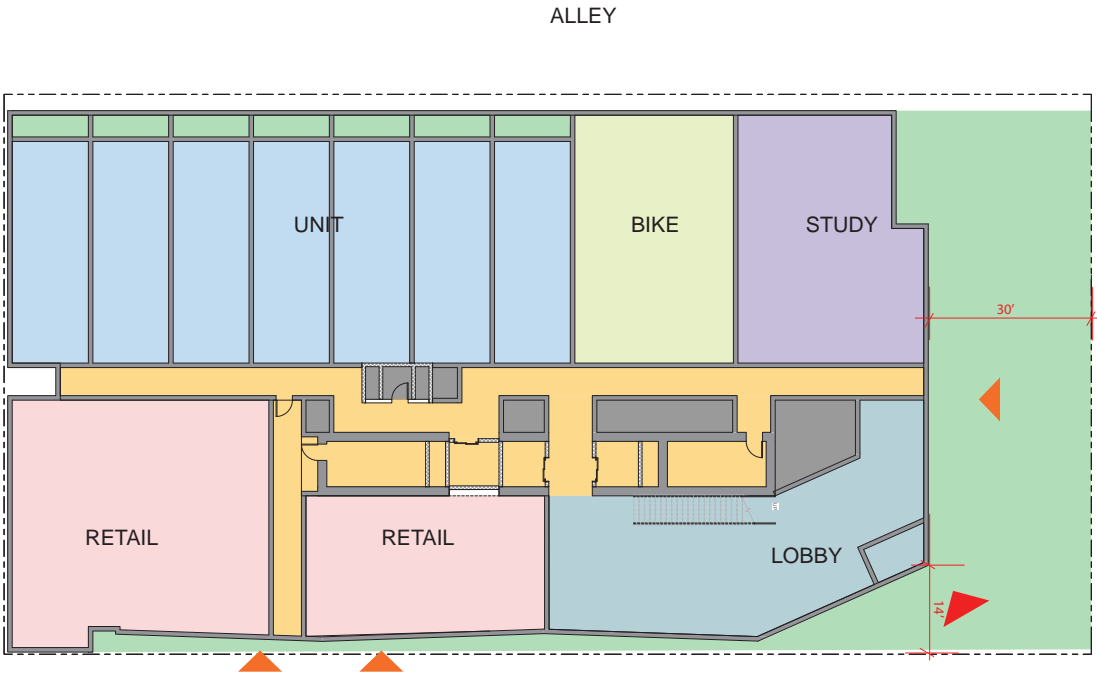 ALLEY
UNIT
BIKE
STUDY
30'
RETAIL
RETAIL
LOBBY
14'